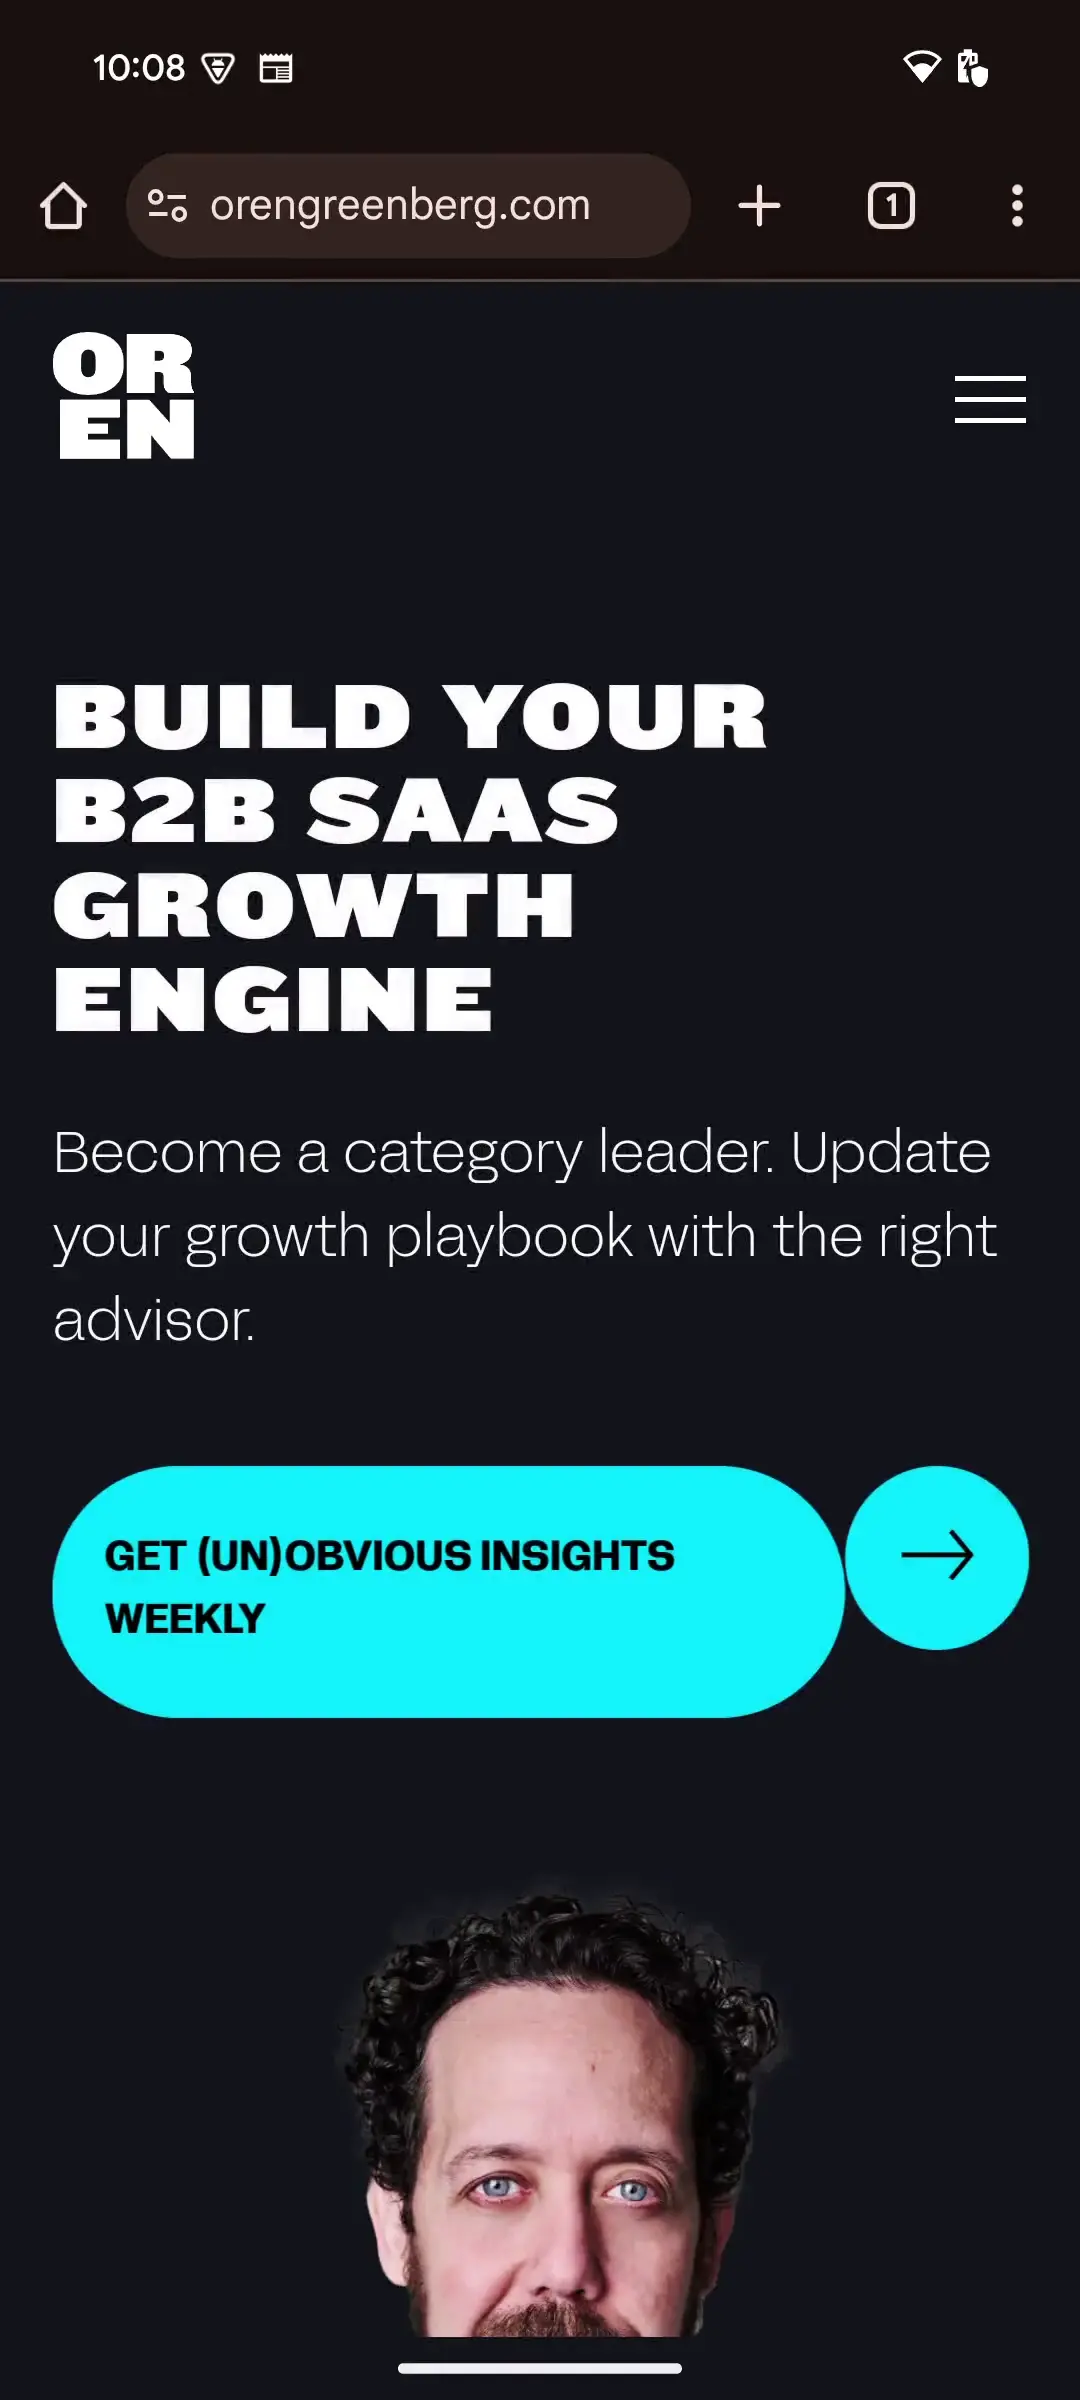 10:08
orengreenberg.com
1
OR
EN
BUILD YOUR
B2B SAAS
GROWTH
ENGINE
Become a category leader. Update
your growth playbook with the right
advisor.
GET (UN)OBVIOUS INSIGHTS
WEEKLY